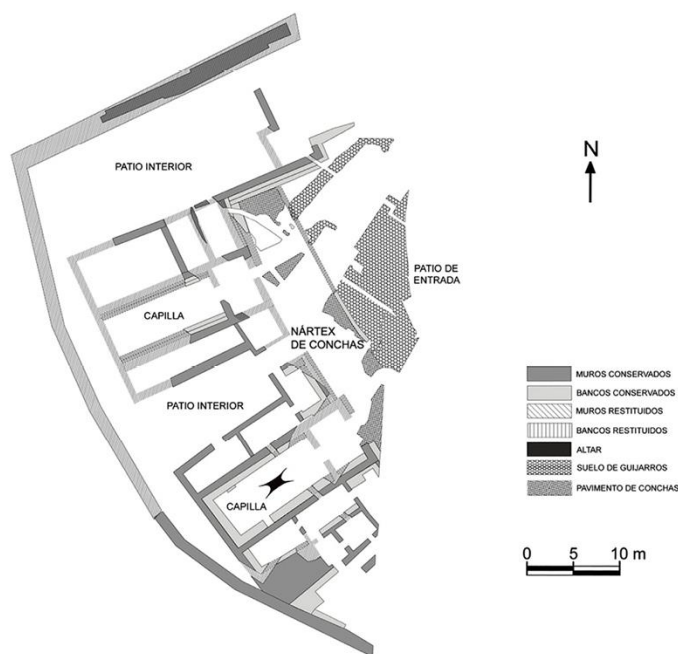 N
PATIO INTERIOR
PATIO DE
ENTRADA
CAPILLA
NÁRTEX
DE CONCHAS
PATIO INTERIOR
CAPILLA
MUROS CONSERVADOS
BANCOS CONSERVADOS
MUROS RESTITUIDOS
BANCOS RESTITUIDOS
ALTAR
SUELO DE GUIJARROS
PAVIMENTO DE CONCHAS
0 5 10 m